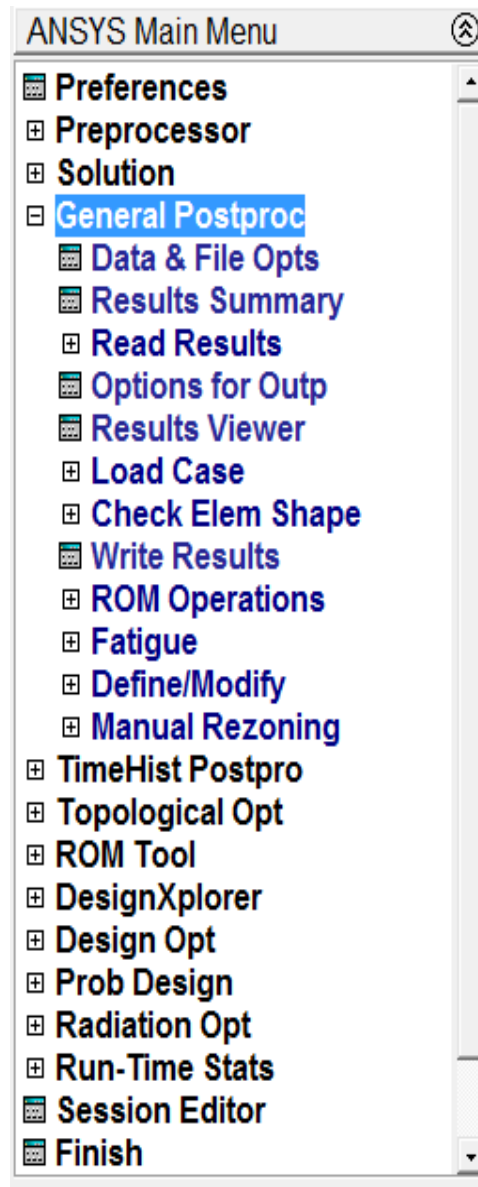 ANSYS Main Menu
Preferences
Preprocessor
Solution
General Postproc
Data & File Opts
Results Summary
Read Results
Options for Outp
Results Viewer
Load Case
Check Elem Shape
Write Results
ROM Operations
Fatigue
Define/Modify
Manual Rezoning
TimeHist Postpro
Topological Opt
ROM Tool
DesignXplorer
Design Opt
Prob Design
Radiation Opt
Run-Time Stats
Session Editor
Finish